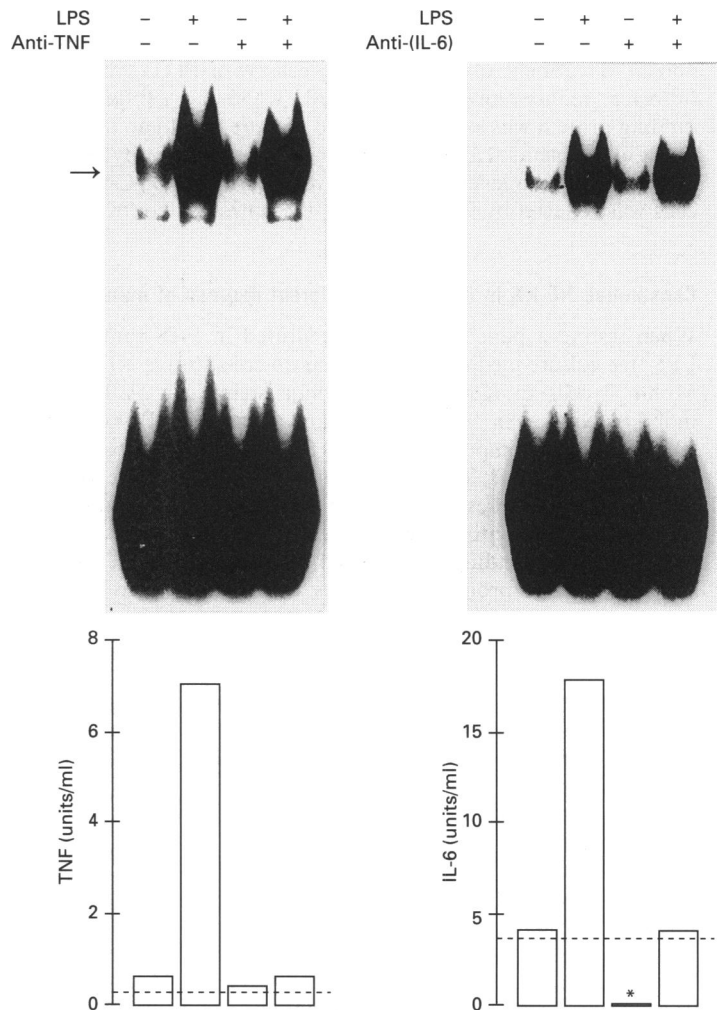 LPS – + – +
Anti-TNF – – + +
LPS – + – +
Anti-(IL-6) – – + +
→
8
6
4
2
0
TNF (units/ml)
20
15
10
5
0
IL-6 (units/ml)
*